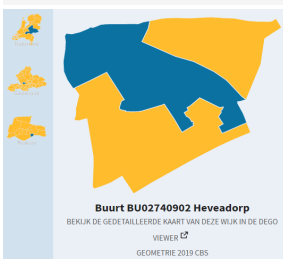 Buurt BU02740902 Heveadorp
BEKIJK DE GEDETAILLEERDE KAART VAN DEZE WIJK IN DE DEGO
VIEWER
GEOMETRIE 2019 CBS